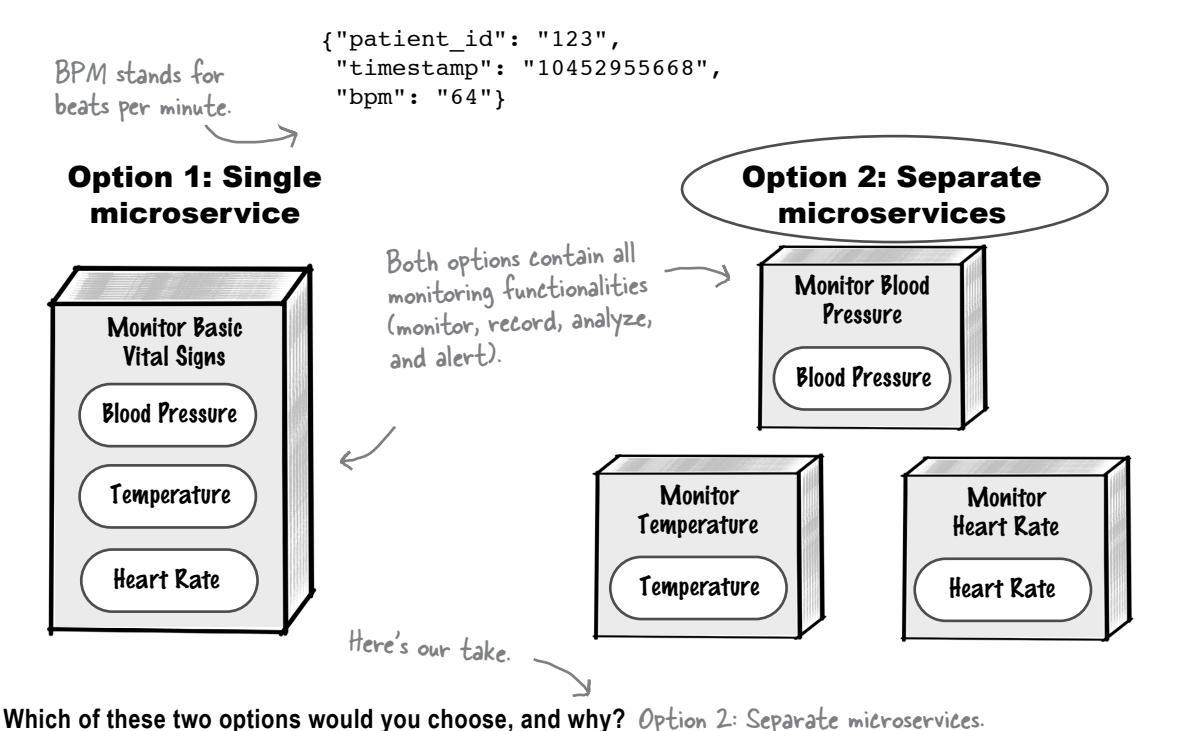 {"patient_id": "123",
"timestamp": "10452955668",
"bpm": "64"}
BPM stands for
beats per minute.
Option 1: Single
microservice
Option 2: Separate
microservices
Both options contain all
monitoring functionalities
(monitor, record, analyze,
and alert).
Monitor Basic
Vital Signs
Blood Pressure
Temperature
Heart Rate
Monitor Blood
Pressure
Blood Pressure
Monitor
Temperature
Temperature
Monitor
Heart Rate
Heart Rate
Here's our take.
Which of these two options would you choose, and why? Option 2: Separate microservices.